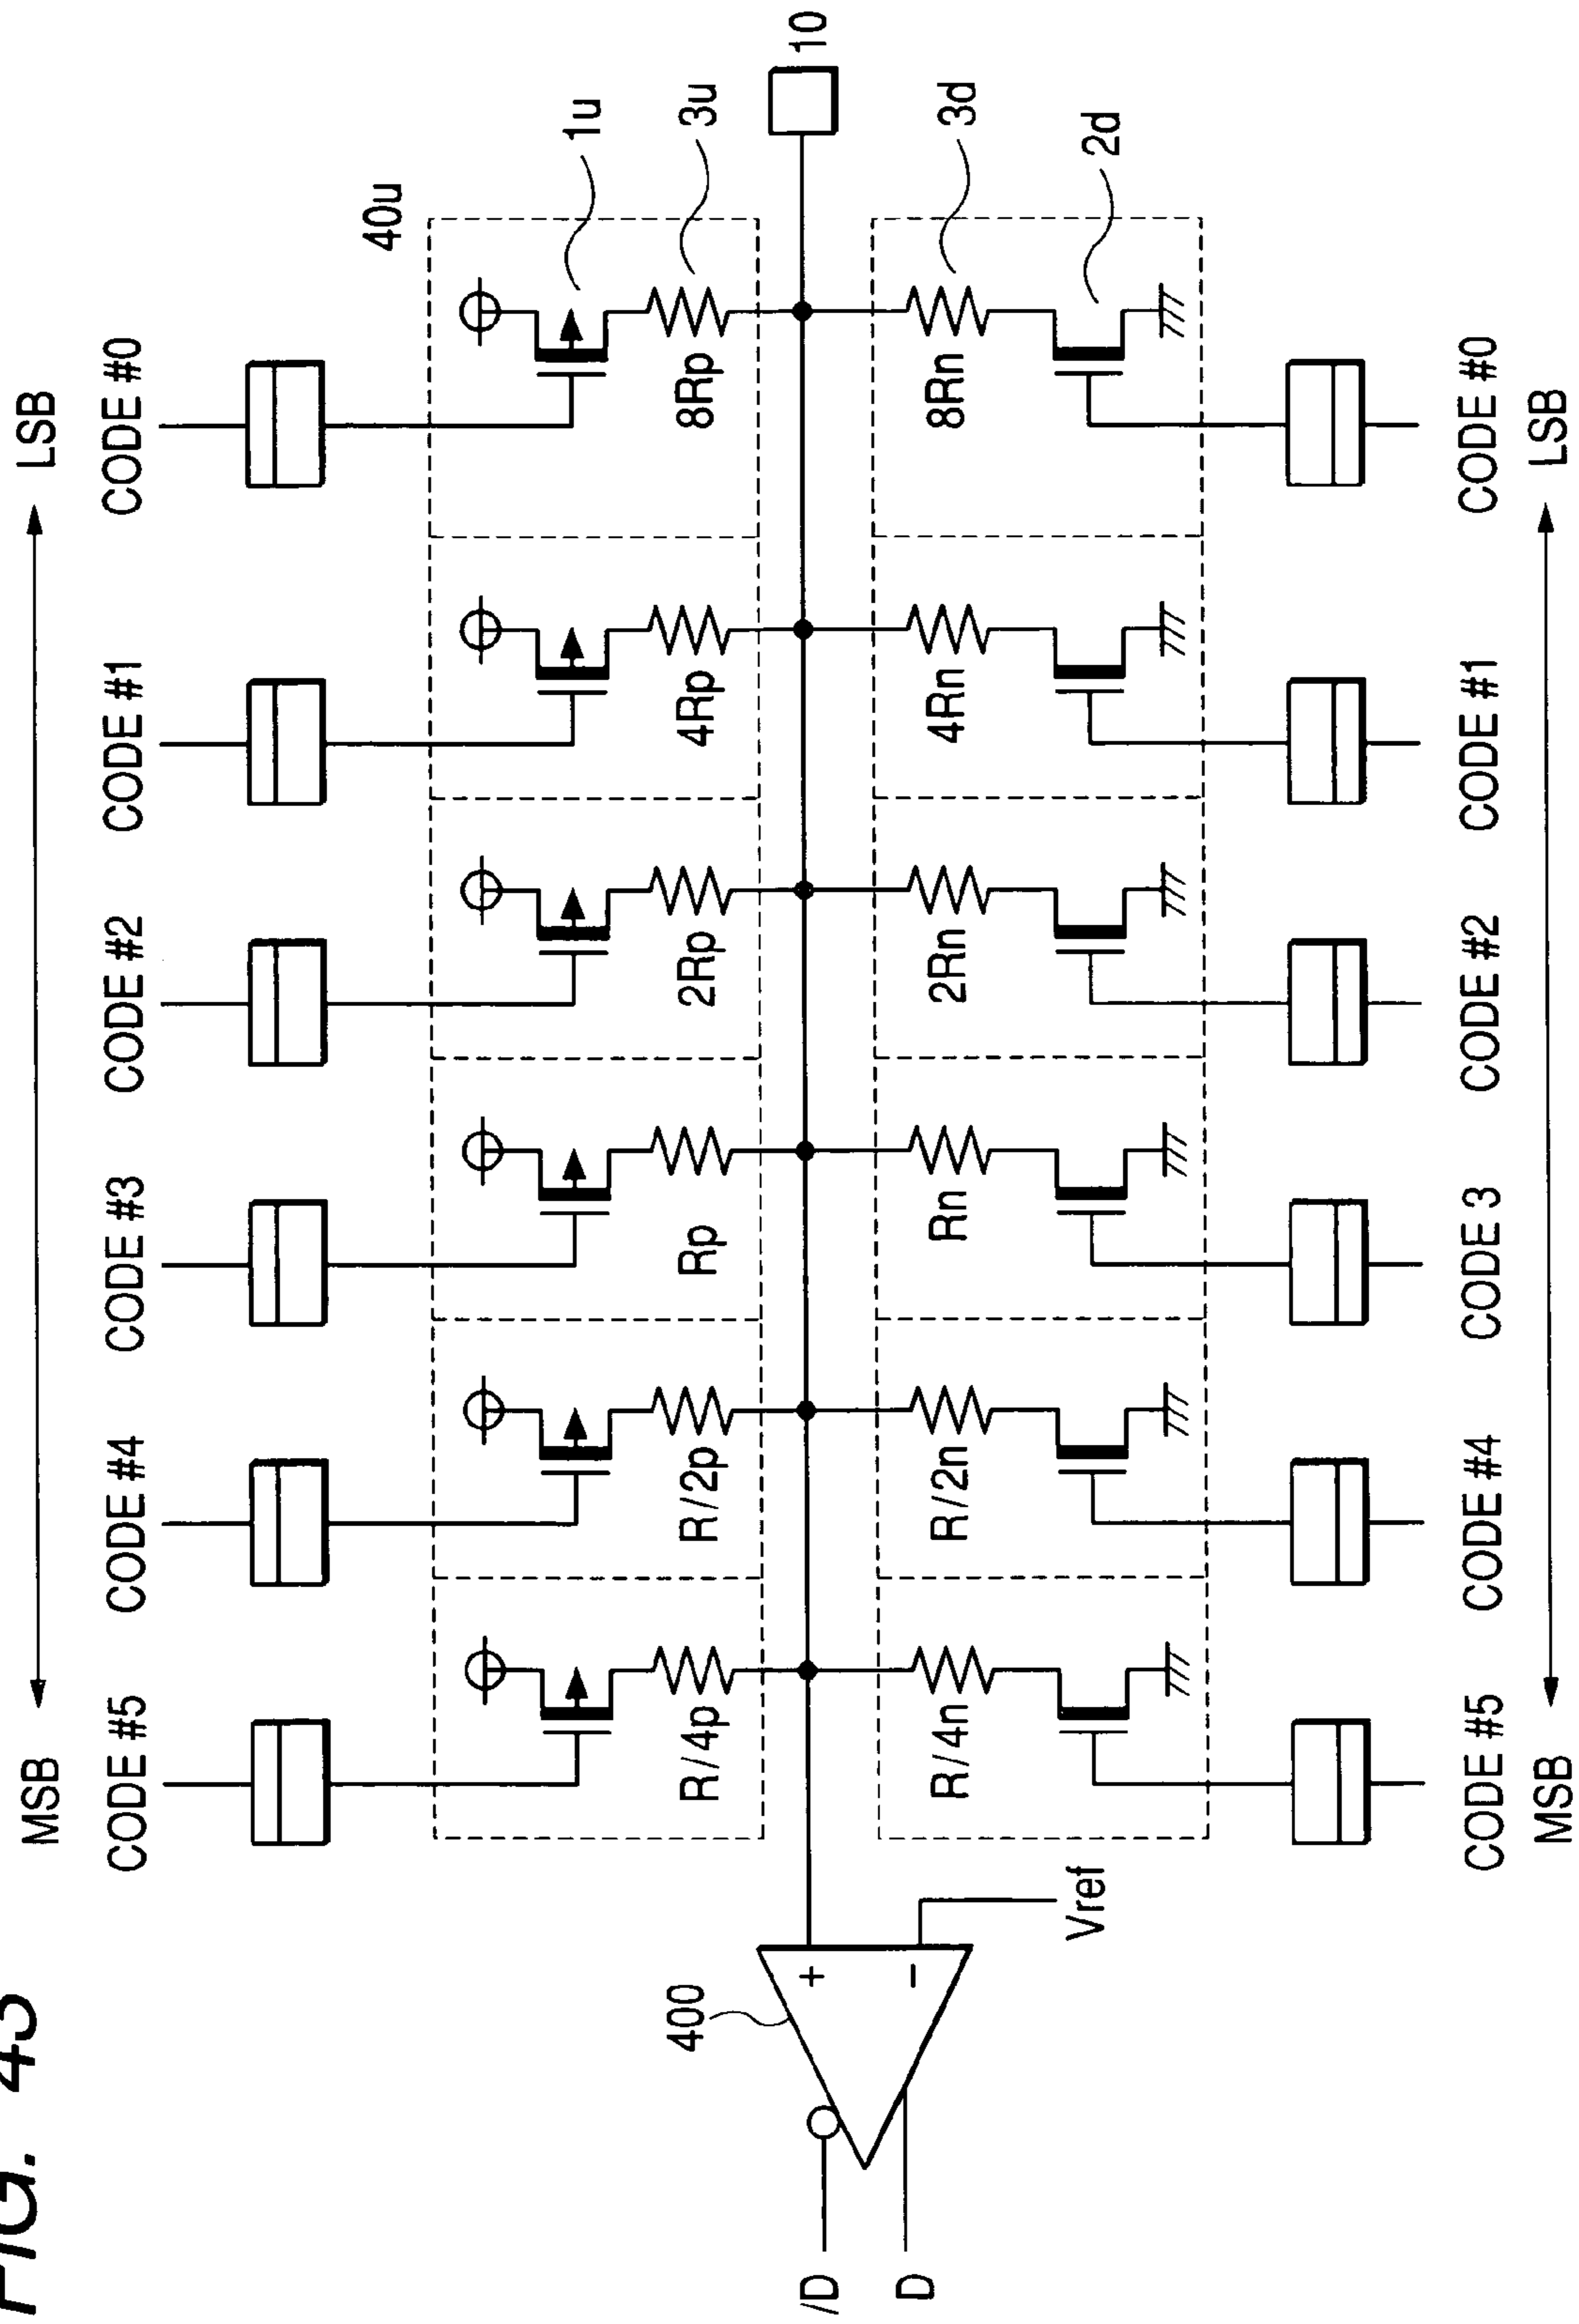 FIG. 43
MSB LSB
CODE #5 CODE #4 CODE #3 CODE #2 CODE #1 CODE #0
40u
1u
R/4p R/2p Rp 2Rp 4Rp 8Rp
3u
400
+
−
/D
D
Vref
10
R/4n R/2n Rn 2Rn 4Rn 8Rn
3d
2d
CODE #5 CODE #4 CODE 3 CODE #2 CODE #1 CODE #0
MSB LSB